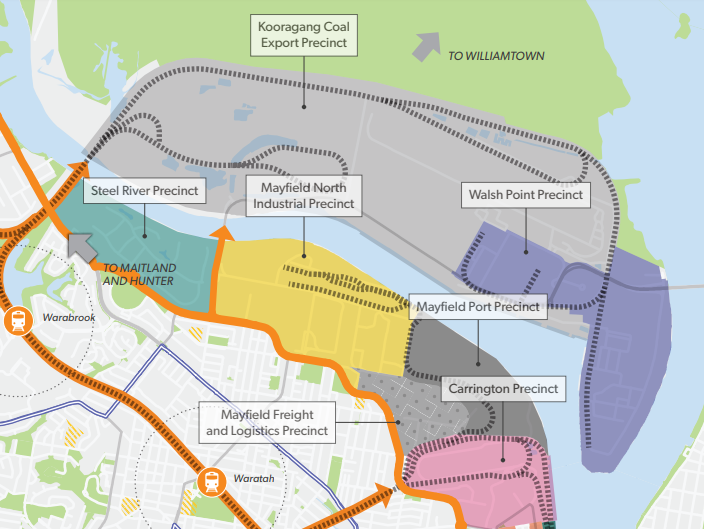 Kooragang Coal
Export Precinct
TO WILLIAMTOWN
Steel River Precinct
Mayfield North
Industrial Precinct
Walsh Point Precinct
TO MAITLAND
AND HUNTER
Mayfield Port Precinct
Warabrook
Carrington Precinct
Mayfield Freight
and Logistics Precinct
Waratah